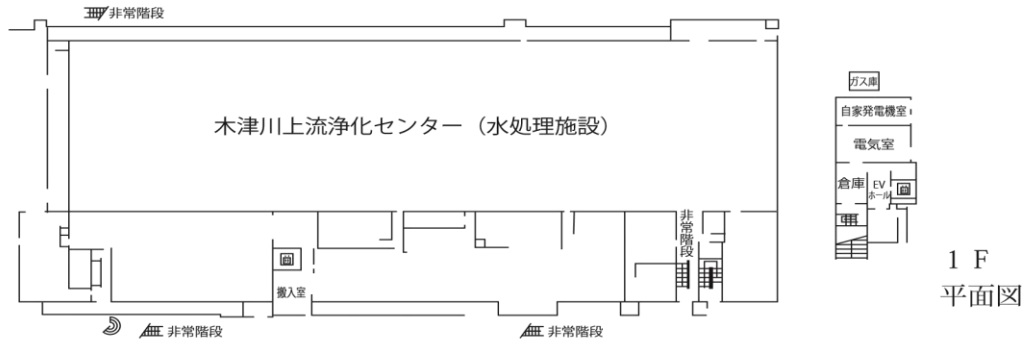 非常階段
木津川上流浄化センター（水処理施設）
ガス庫
自家発電機室
電気室
倉庫
EV
ホール
非常階段
搬入室
非常階段
非常階段
1 F
平面図